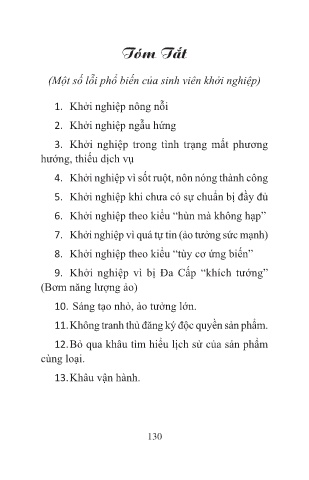 Tóm Tắt
(Một số lỗi phổ biến của sinh viên khởi nghiệp)
1. Khởi nghiệp nông nỗi
2. Khởi nghiệp ngẫu hứng
3. Khởi nghiệp trong tình trạng mất phương
hướng, thiếu dịch vụ
4. Khởi nghiệp vì sốt ruột, nôn nóng thành công
5. Khởi nghiệp khi chưa có sự chuẩn bị đầy đủ
6. Khởi nghiệp theo kiểu “hùn mà không hạp”
7. Khởi nghiệp vì quá tự tin (ảo tưởng sức mạnh)
8. Khởi nghiệp theo kiểu “tùy cơ ứng biến”
9. Khởi nghiệp vì bị Đa Cấp “khích tướng”
(Bơm năng lượng ảo)
10. Sáng tạo nhỏ, ảo tưởng lớn.
11.Không tranh thủ đăng ký độc quyền sản phẩm.
12.Bỏ qua khâu tìm hiểu lịch sử của sản phẩm
cùng loại.
13.Khâu vận hành.
130